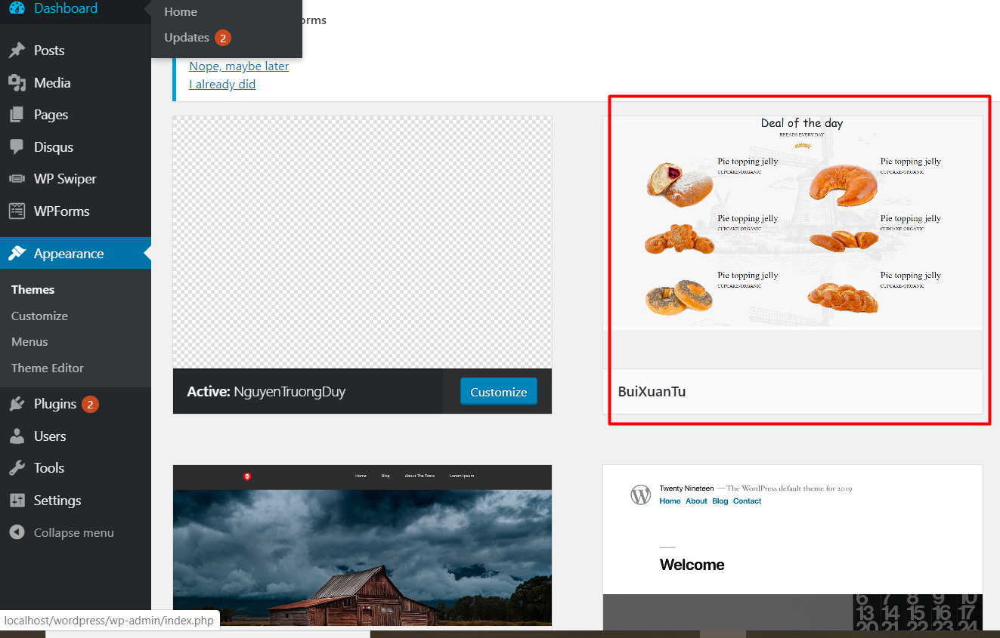 Dashboard
Home
Updates 2
orms
Nope, maybe later
I already did
Posts
Media
Pages
Disqus
WP Swiper
WPForms
Appearance
Themes
Customize
Menus
Theme Editor
Plugins 2
Users
Tools
Settings
Collapse menu
Deal of the day
BREADS EVERY DAY
Pie topping jelly
CUPCAKE-ORGANIC
Pie topping jelly
CUPCAKE-ORGANIC
Pie topping jelly
CUPCAKE-ORGANIC
Pie topping jelly
CUPCAKE-ORGANIC
Pie topping jelly
CUPCAKE-ORGANIC
Pie topping jelly
CUPCAKE-ORGANIC
Active: NguyenTruongDuy
Customize
BuiXuanTu
Home Blog About The Tests Lorem Ipsum
Twenty Nineteen — The WordPress default theme for 2019
Home About Blog Contact
Welcome
6 7 8 9 10
13 14 15 16 17
20 21 22 23 24
localhost/wordpress/wp-admin/index.php